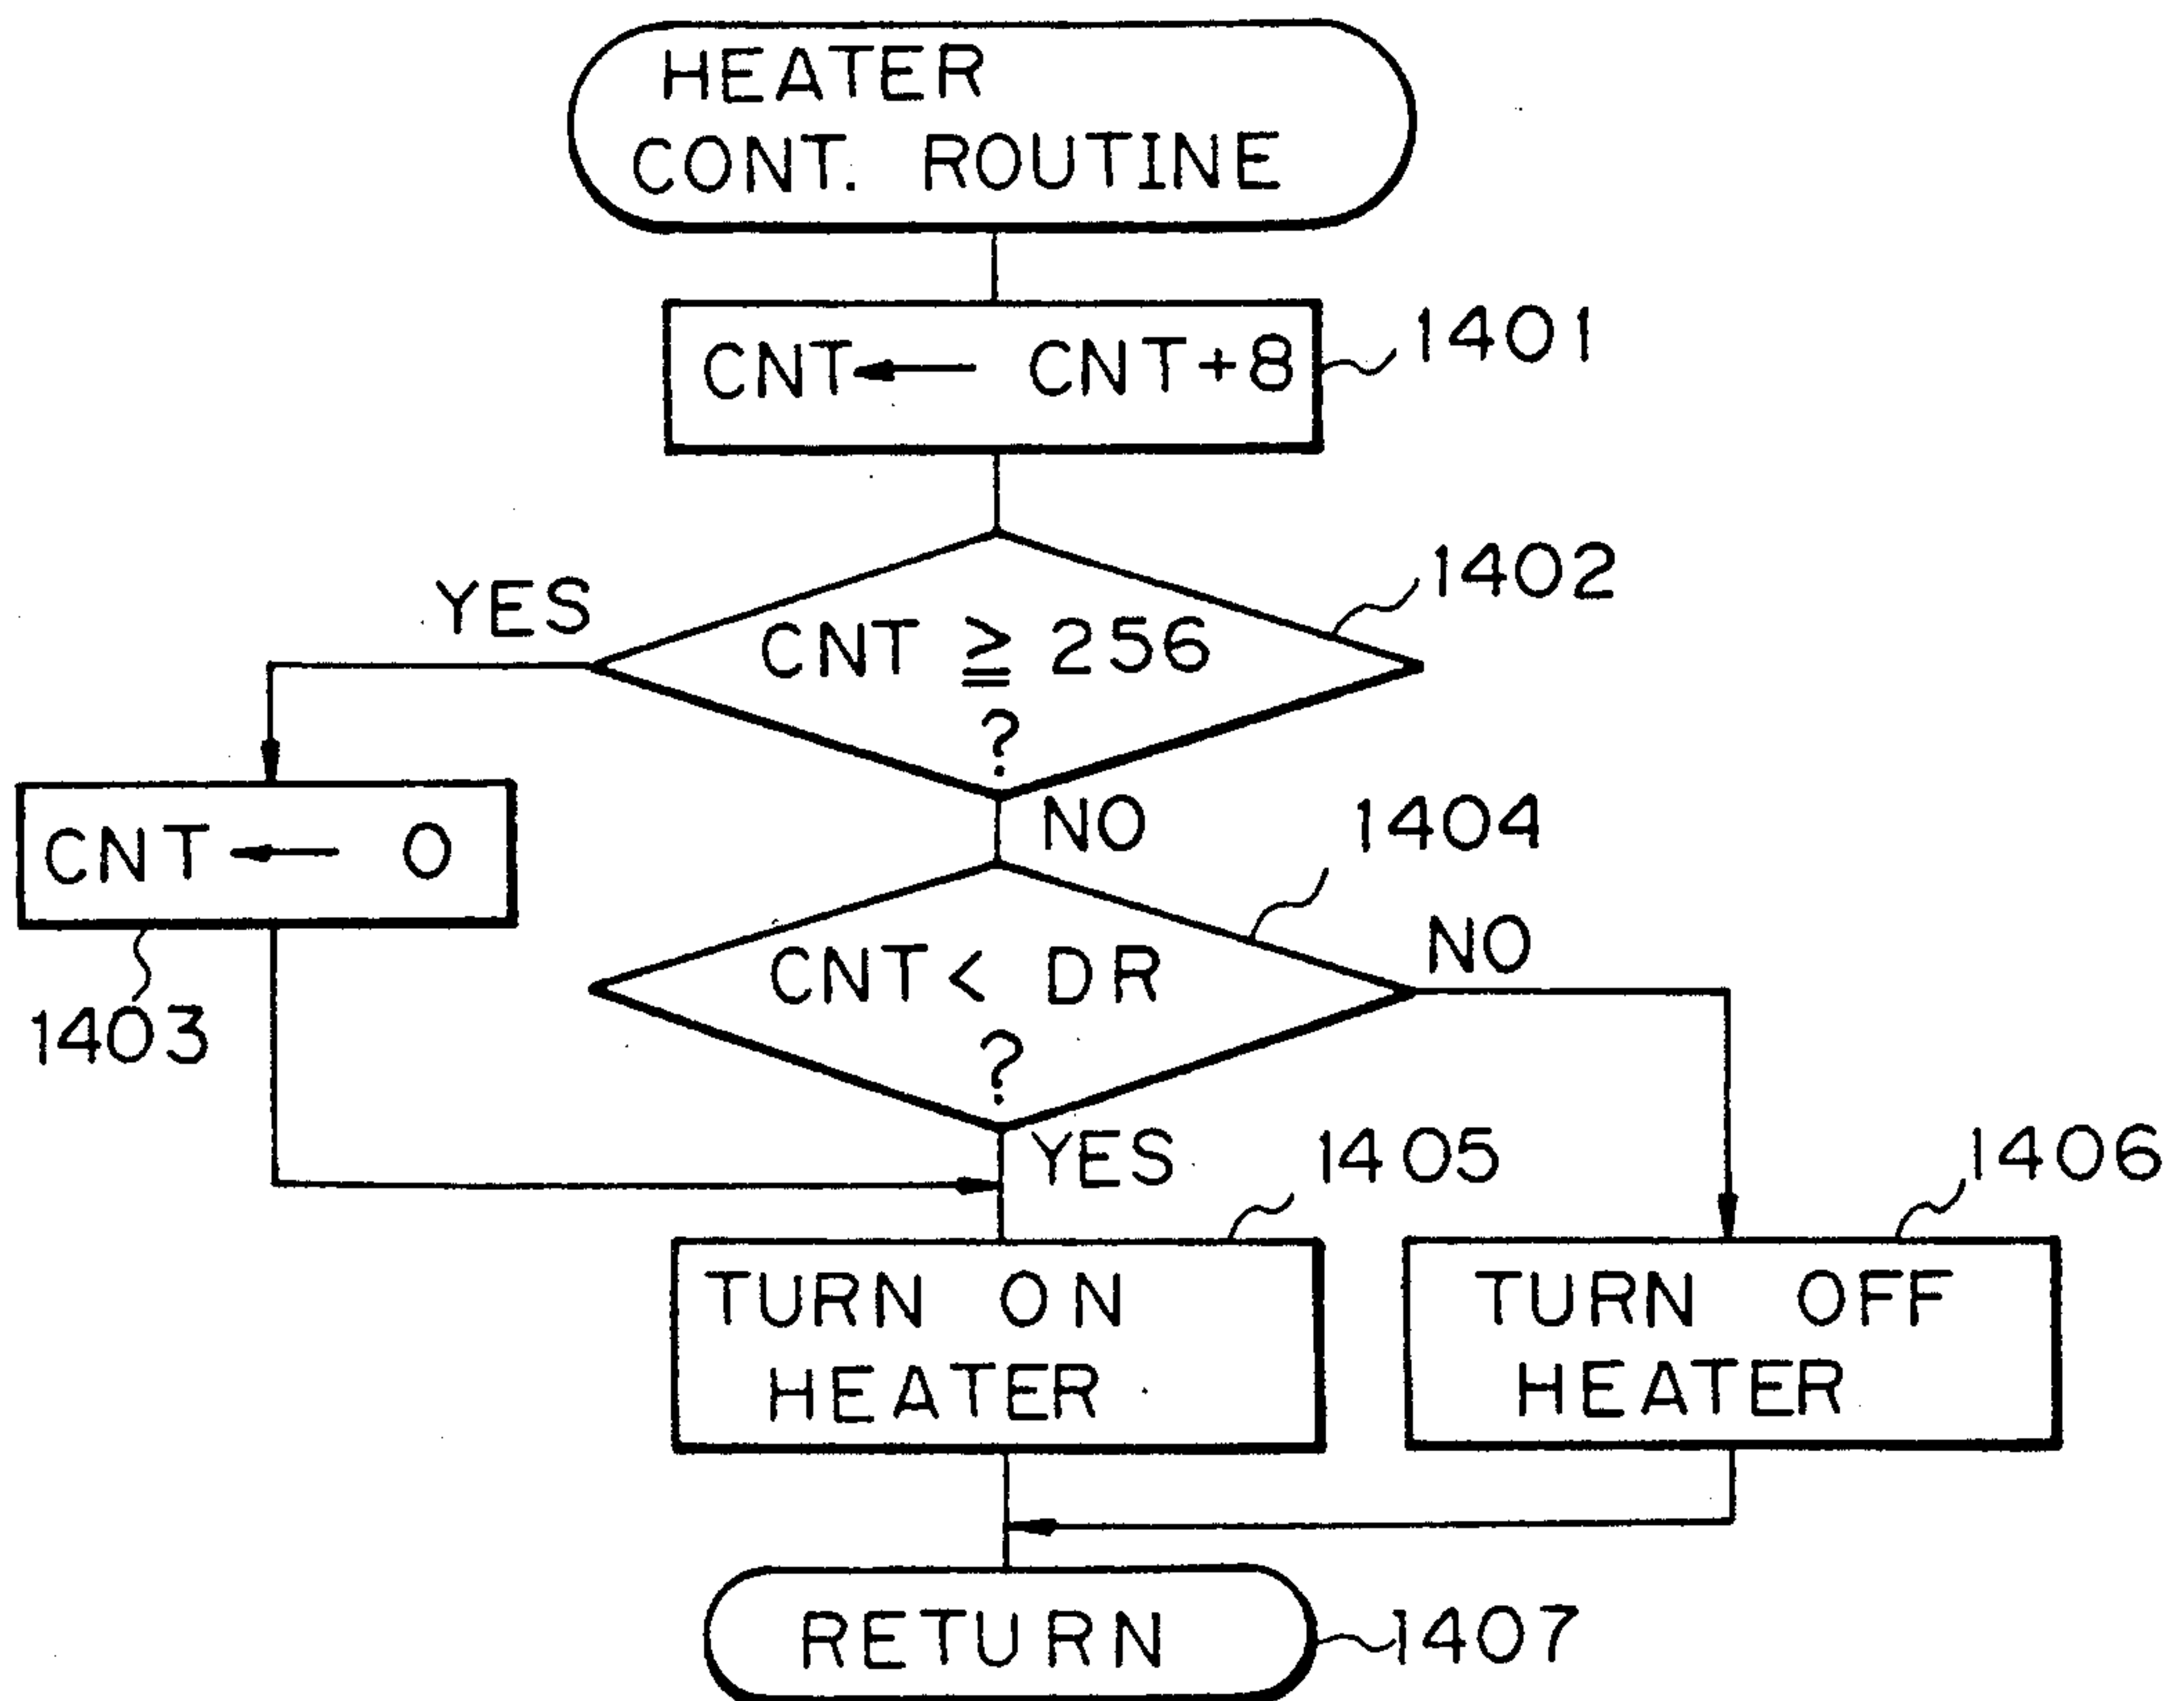 HEATER
CONT. ROUTINE
CNT ← CNT+8
1401
1402
YES
CNT ≧ 256
?
NO
1404
CNT ← 0
1403
CNT < DR
?
NO
YES
1405
1406
TURN ON
HEATER
TURN OFF
HEATER
RETURN
1407